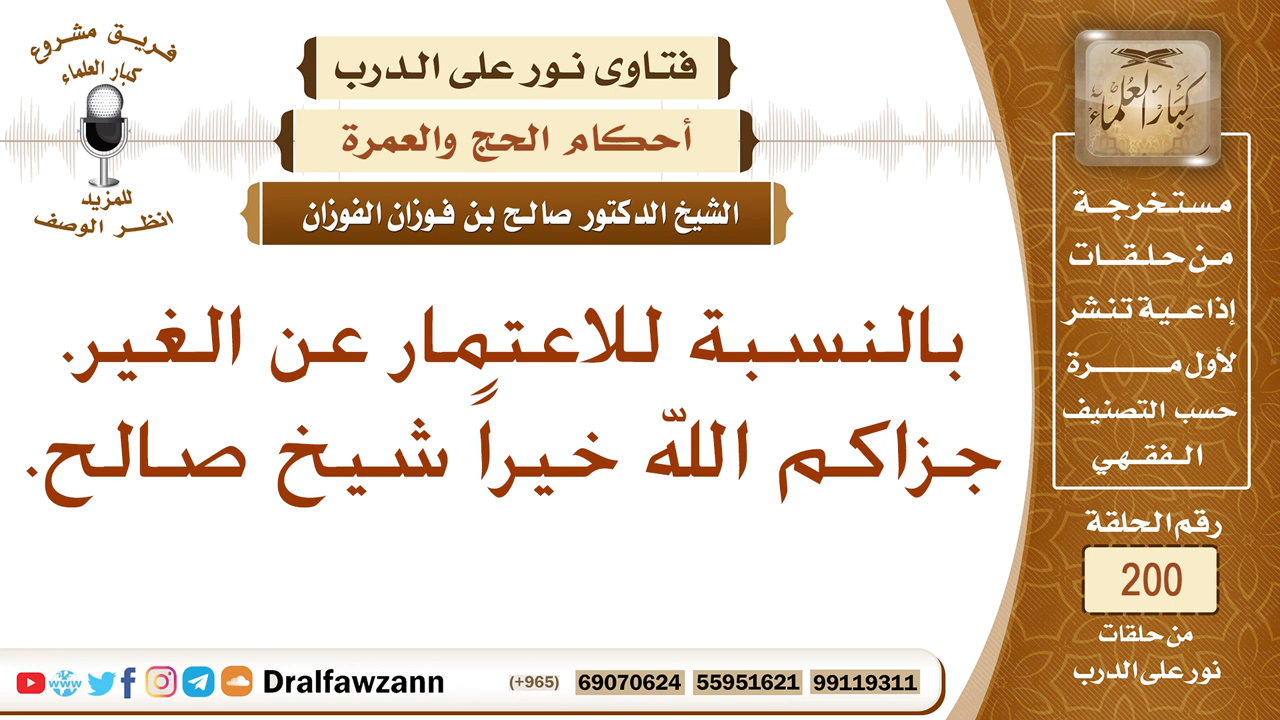 فريق مشروع
كبار العلماء
للمزيد
انظر الوصف
فتاوى نور على الدرب
أحكام الحج والعمرة
الشيخ الدكتور صالح بن فوزان الفوزان
بالنسبة للاعتمار عن الغير.
جزاكم الله خيراً شيخ صالح.
كبار العلماء
مستخرجة
من حلقات
إذاعية تنشر
لأول مرة
حسب التصنيف
الفقهي
رقم الحلقة
200
من حلقات
نور على الدرب
www Dralfawzann (+965) 69070624 55951621 99119311